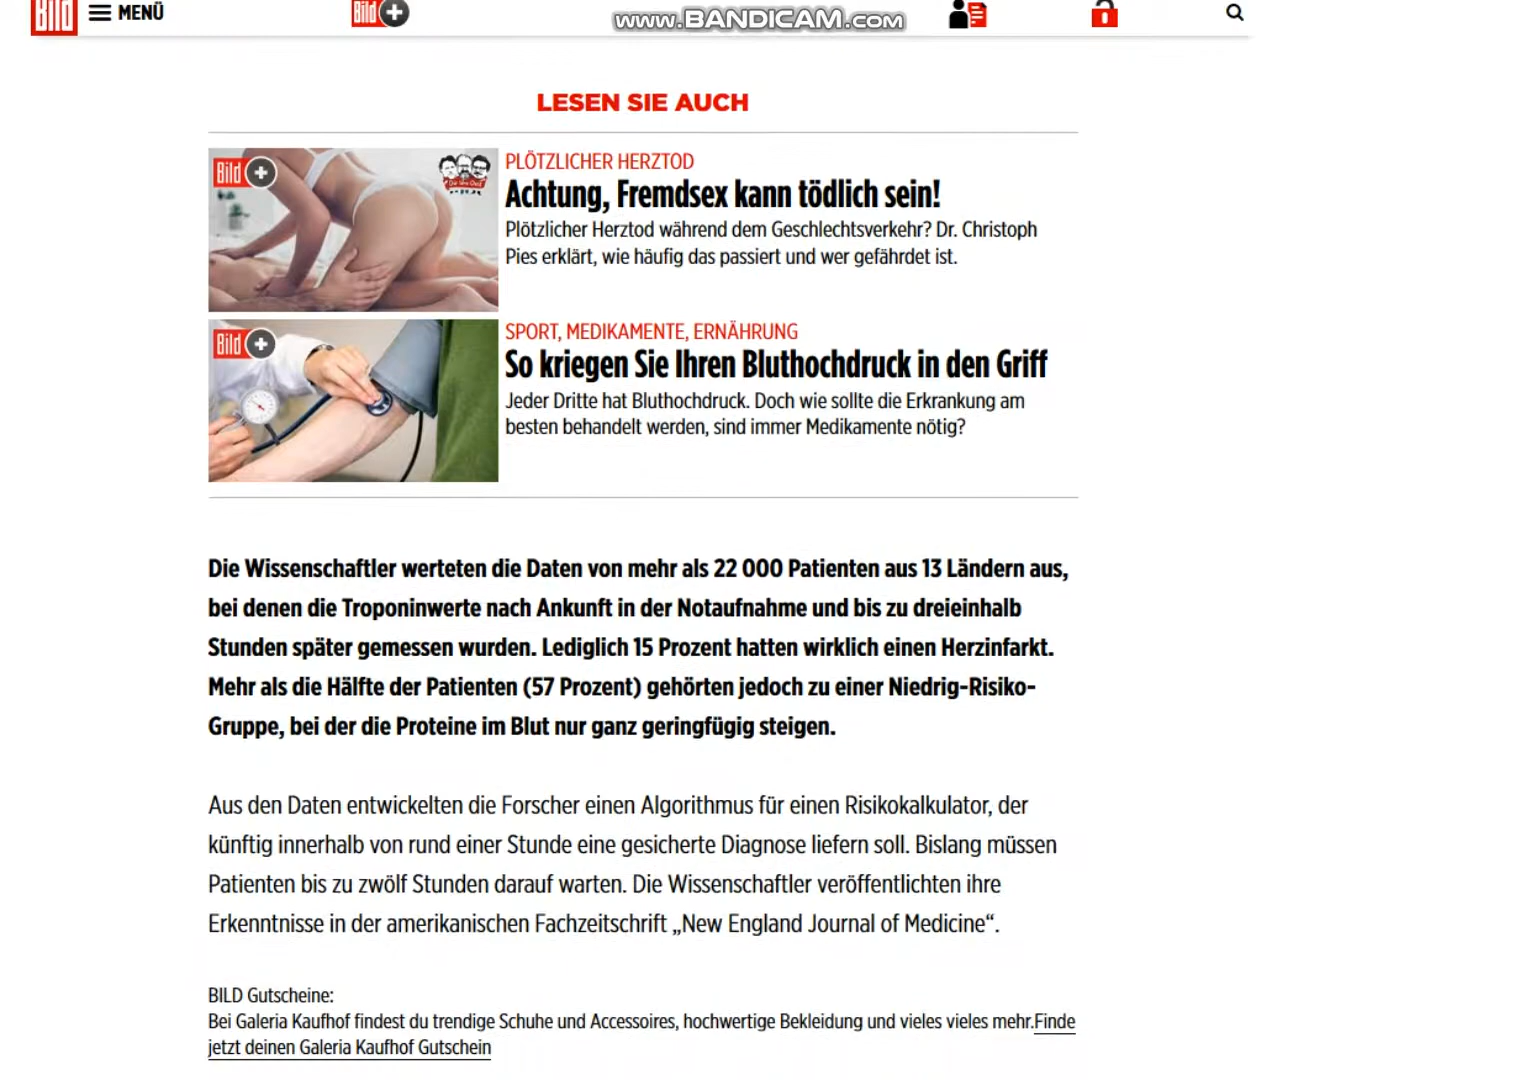 Bild MENÜ Bild+ www.BANDICAM.com
LESEN SIE AUCH
Bild+
PLÖTZLICHER HERZTOD
Achtung, Fremdsex kann tödlich sein!
Plötzlicher Herztod während dem Geschlechtsverkehr? Dr. Christoph
Pies erklärt, wie häufig das passiert und wer gefährdet ist.
Bild+
SPORT, MEDIKAMENTE, ERNÄHRUNG
So kriegen Sie Ihren Bluthochdruck in den Griff
Jeder Dritte hat Bluthochdruck. Doch wie sollte die Erkrankung am
besten behandelt werden, sind immer Medikamente nötig?
Die Wissenschaftler werteten die Daten von mehr als 22 000 Patienten aus 13 Ländern aus,
bei denen die Troponinwerte nach Ankunft in der Notaufnahme und bis zu dreieinhalb
Stunden später gemessen wurden. Lediglich 15 Prozent hatten wirklich einen Herzinfarkt.
Mehr als die Hälfte der Patienten (57 Prozent) gehörten jedoch zu einer Niedrig-Risiko-
Gruppe, bei der die Proteine im Blut nur ganz geringfügig steigen.
Aus den Daten entwickelten die Forscher einen Algorithmus für einen Risikokalkulator, der
künftig innerhalb von rund einer Stunde eine gesicherte Diagnose liefern soll. Bislang müssen
Patienten bis zu zwölf Stunden darauf warten. Die Wissenschaftler veröffentlichten ihre
Erkenntnisse in der amerikanischen Fachzeitschrift „New England Journal of Medicine“.
BILD Gutscheine:
Bei Galeria Kaufhof findest du trendige Schuhe und Accessoires, hochwertige Bekleidung und vieles vieles mehr.Finde
jetzt deinen Galeria Kaufhof Gutschein